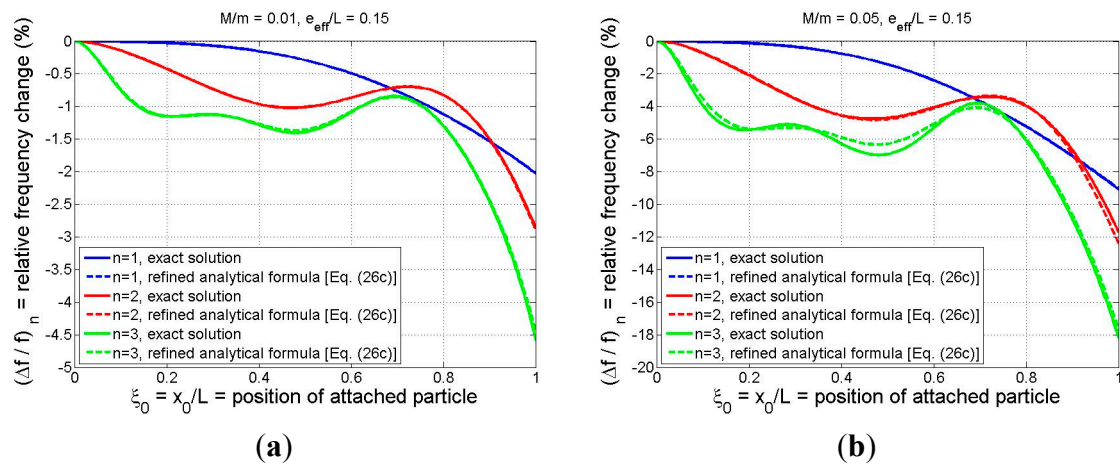 M/m = 0.01, e_eff/L = 0.15
(Δf / f)_n = relative frequency change (%)
0
-0.5
-1
-1.5
-2
-2.5
-3
-3.5
-4
-4.5
-5
n=1, exact solution
n=1, refined analytical formula [Eq. (26c)]
n=2, exact solution
n=2, refined analytical formula [Eq. (26c)]
n=3, exact solution
n=3, refined analytical formula [Eq. (26c)]
0 0.2 0.4 0.6 0.8 1
ξ_0 = x_0/L = position of attached particle
(a)
M/m = 0.05, e_eff/L = 0.15
(Δf / f)_n = relative frequency change (%)
0
-2
-4
-6
-8
-10
-12
-14
-16
-18
-20
n=1, exact solution
n=1, refined analytical formula [Eq. (26c)]
n=2, exact solution
n=2, refined analytical formula [Eq. (26c)]
n=3, exact solution
n=3, refined analytical formula [Eq. (26c)]
0 0.2 0.4 0.6 0.8 1
ξ_0 = x_0/L = position of attached particle
(b)